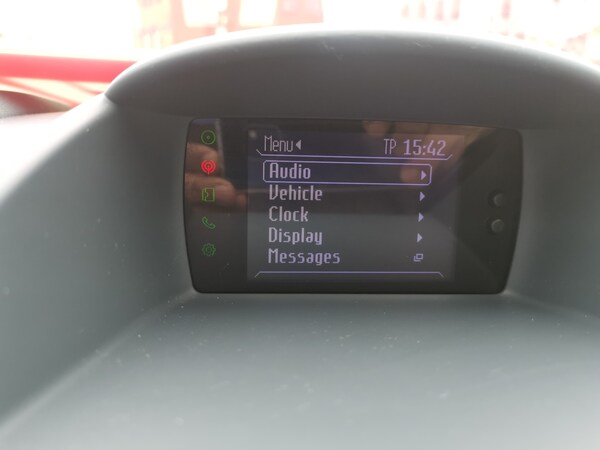 Menu TP 15:42
Audio
Vehicle
Clock
Display
Messages